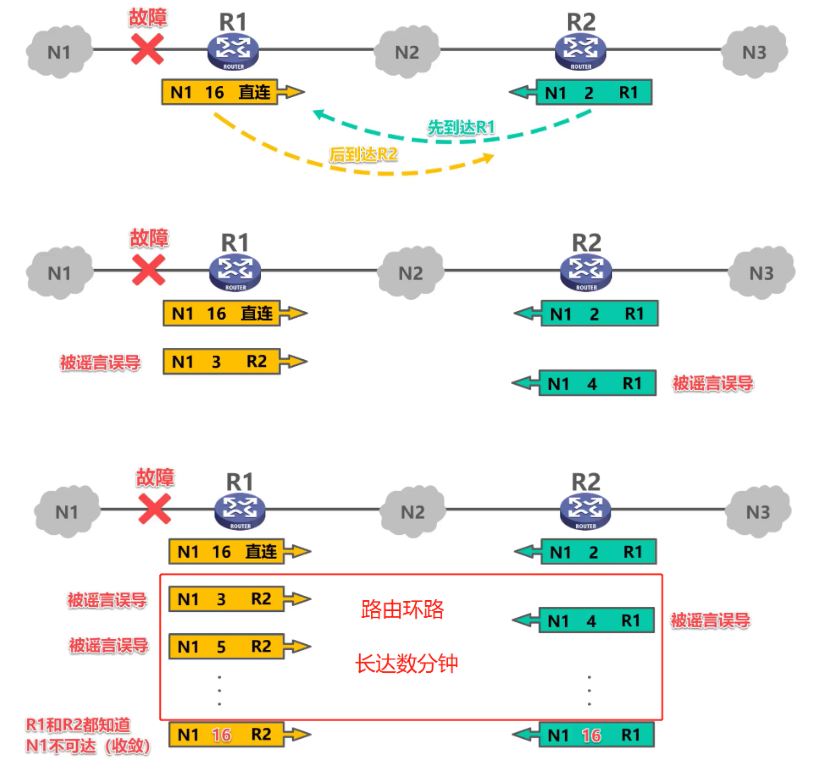 故障
R1
R2
N1
N2
N3
ROUTER
ROUTER
N1 16 直连
N1 2 R1
先到达R1
后到达R2
故障
R1
R2
N1
N2
N3
ROUTER
ROUTER
N1 16 直连
N1 2 R1
被谣言误导
N1 3 R2
N1 4 R1
被谣言误导
故障
R1
R2
N1
N2
N3
ROUTER
ROUTER
N1 16 直连
N1 2 R1
被谣言误导
N1 3 R2
路由环路
N1 4 R1
被谣言误导
被谣言误导
N1 5 R2
长达数分钟
R1和R2都知道
N1不可达（收敛）
N1 16 R2
N1 16 R1